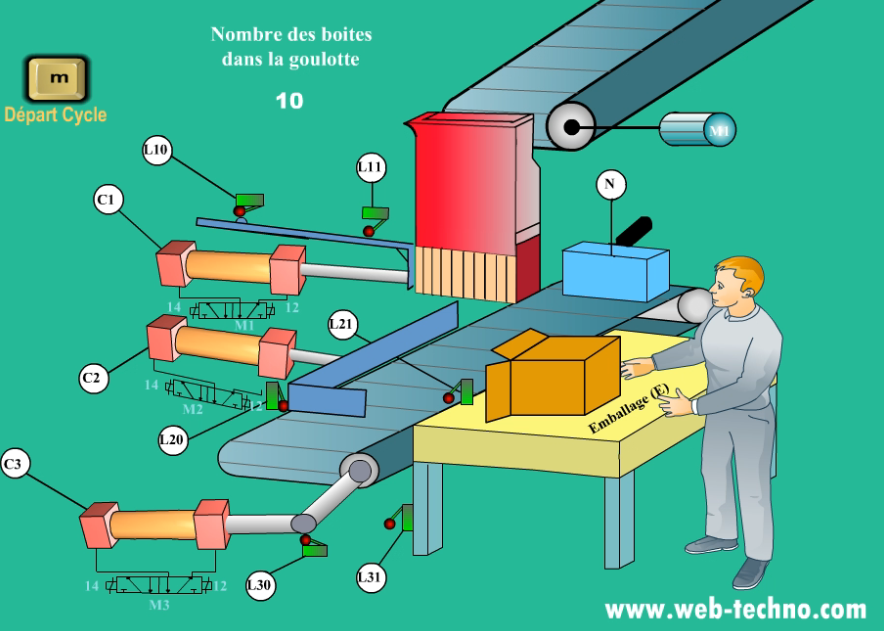 Nombre des boites
dans la goulotte
10
m
Départ Cycle
M1
L10
L11
C1
N
14
12
M1
L21
C2
14
12
M2
Emballage (E)
L20
C3
L30
L31
14
12
M3
www.web-techno.com